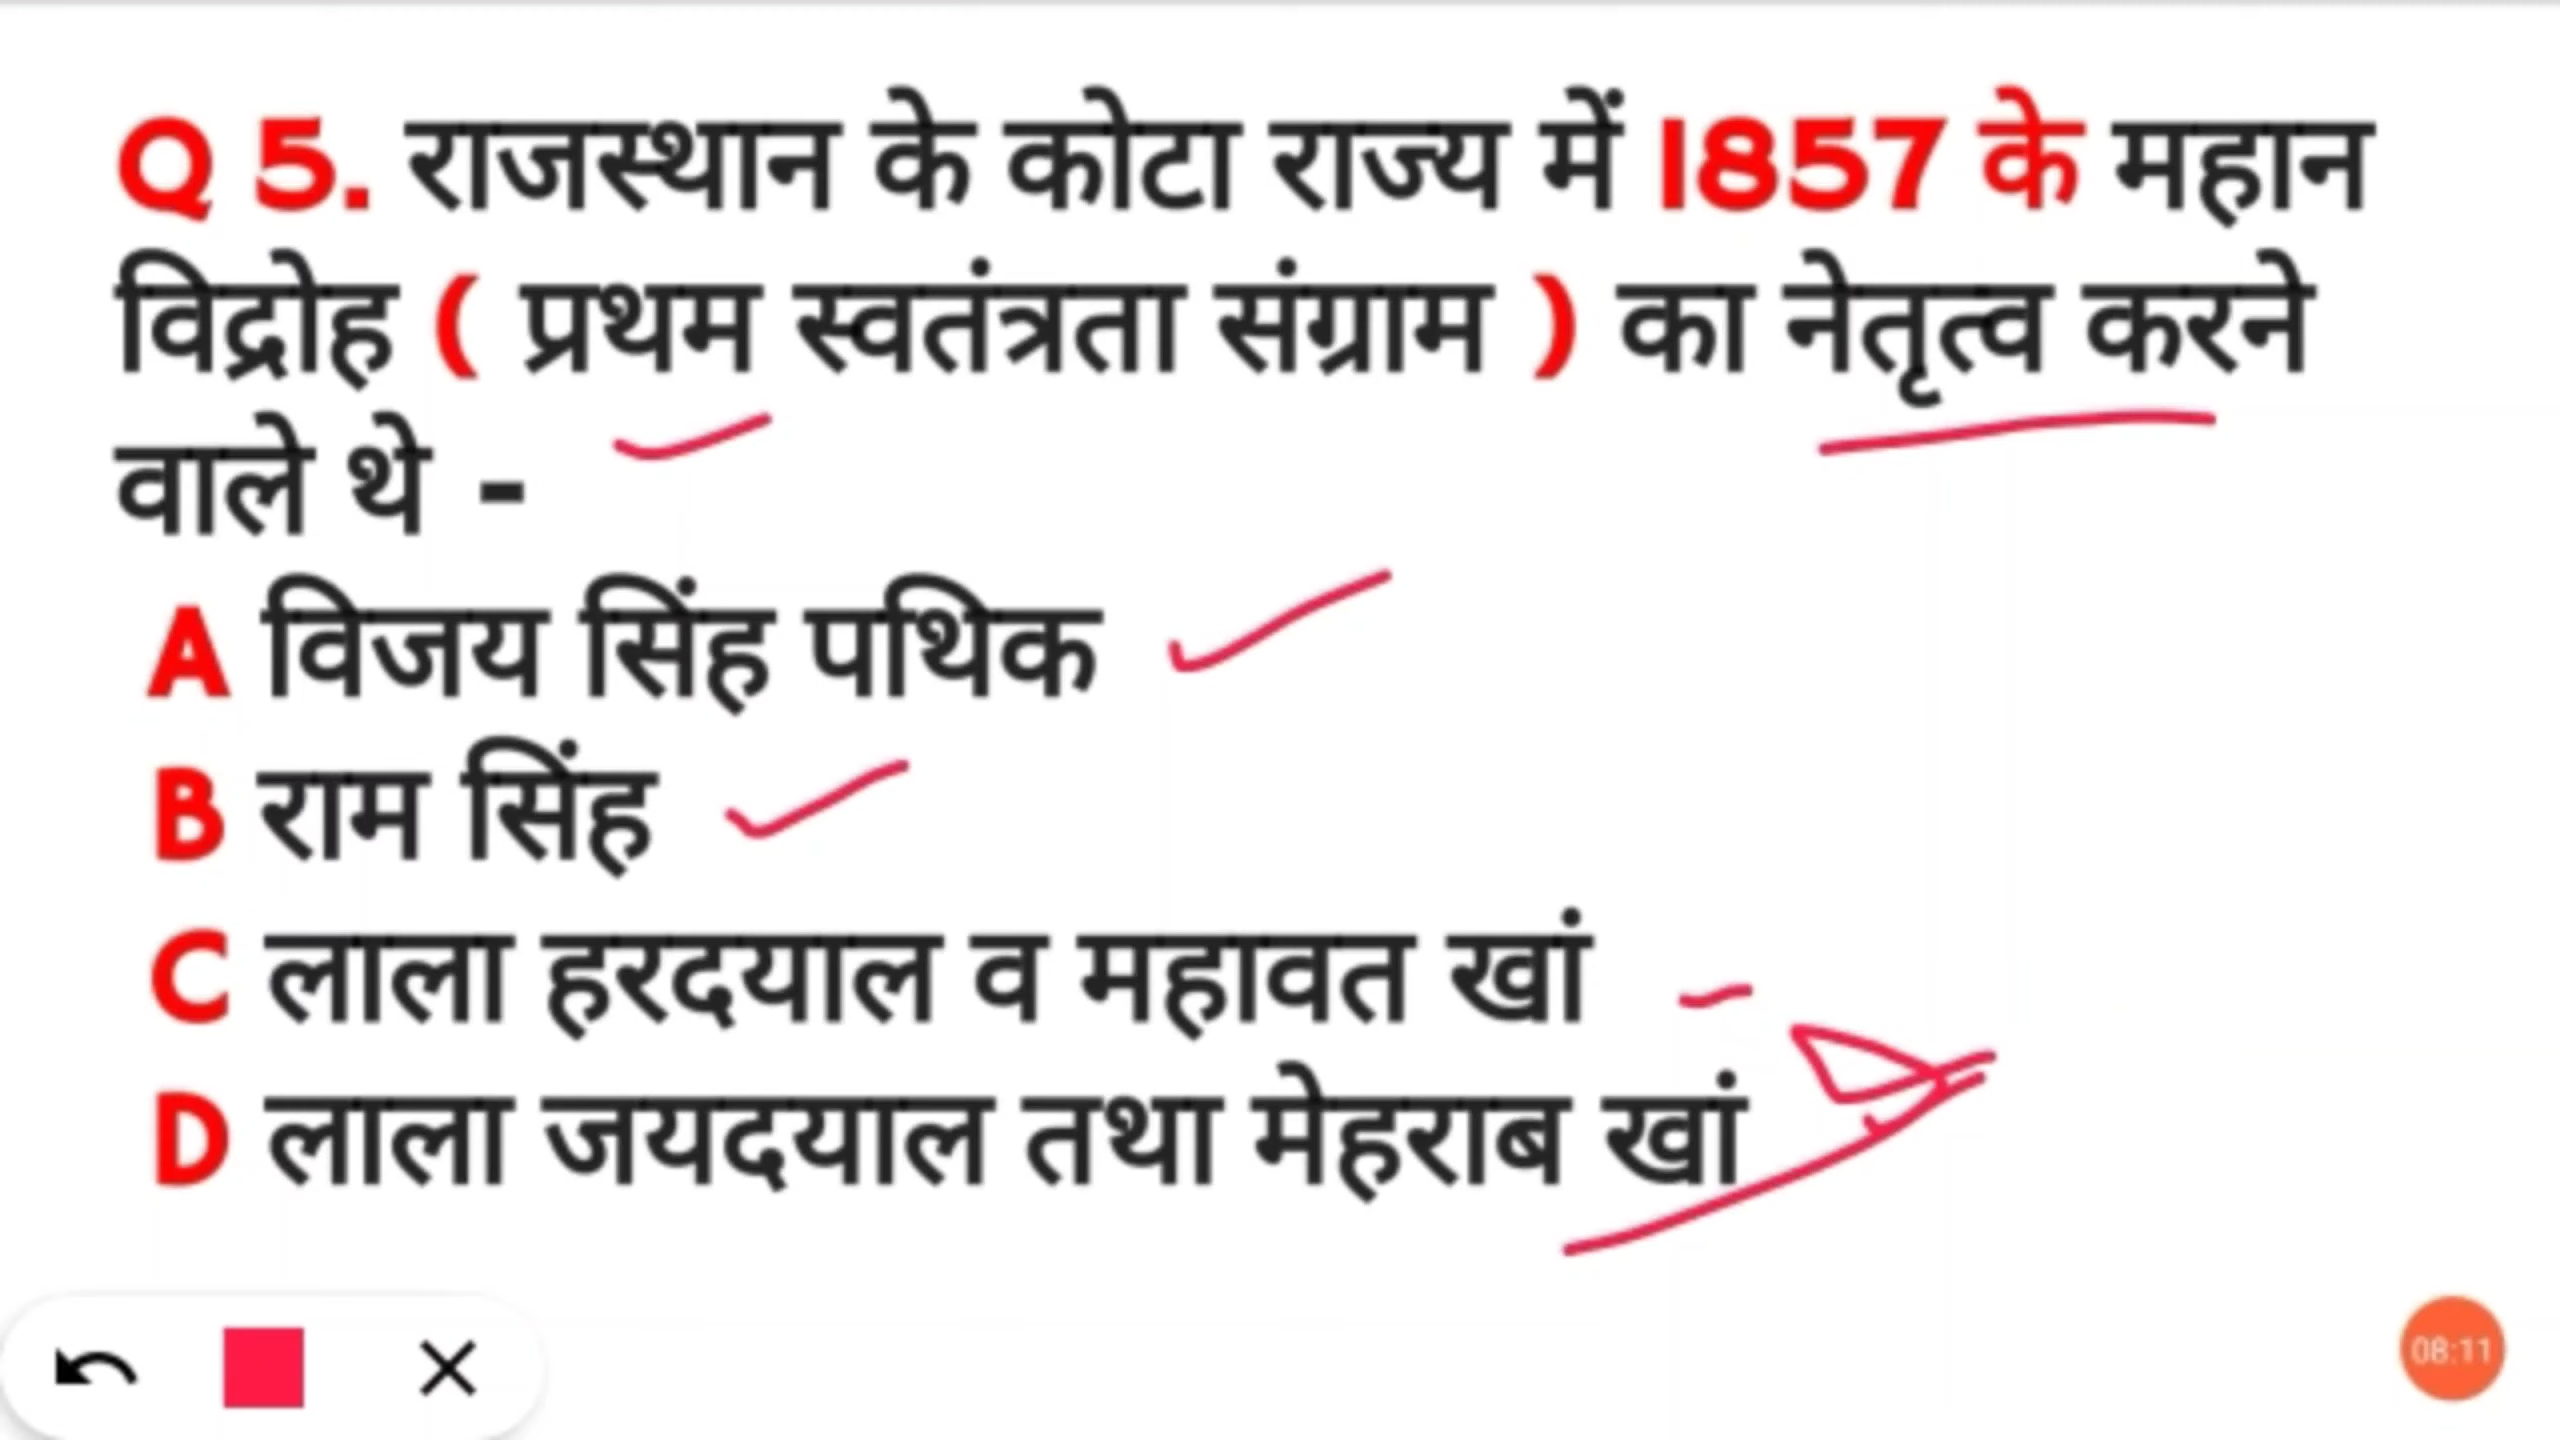 Q 5. राजस्थान के कोटा राज्य में 1857 के महान
विद्रोह ( प्रथम स्वतंत्रता संग्राम ) का नेतृत्व करने
वाले थे -
A विजय सिंह पथिक
B राम सिंह
C लाला हरदयाल व महावत खां
D लाला जयदयाल तथा मेहराब खां
08:11